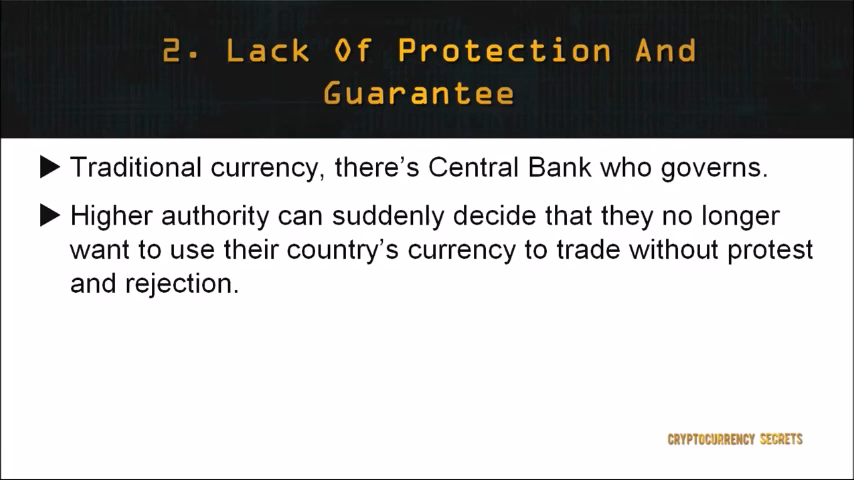 2. Lack Of Protection And
Guarantee
▶ Traditional currency, there's Central Bank who governs.
▶ Higher authority can suddenly decide that they no longer
want to use their country's currency to trade without protest
and rejection.
CRYPTOCURRENCY SECRETS